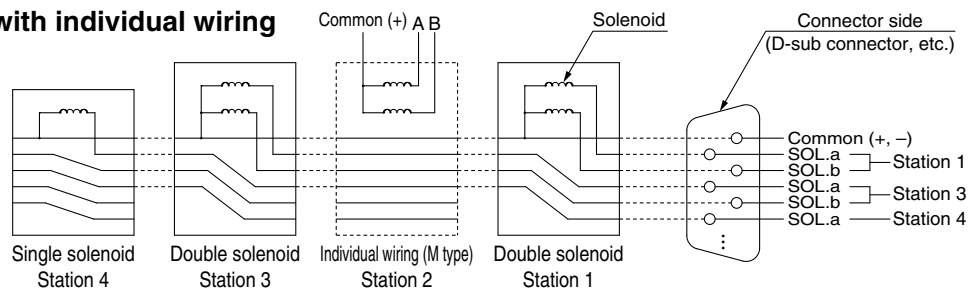 with individual wiring
Common (+) A B
Solenoid
Connector side
(D-sub connector, etc.)
Common (+, –)
SOL.a
SOL.b
Station 1
SOL.a
SOL.b
Station 3
SOL.a
Station 4
Single solenoid
Station 4
Double solenoid
Station 3
Individual wiring (M type)
Station 2
Double solenoid
Station 1